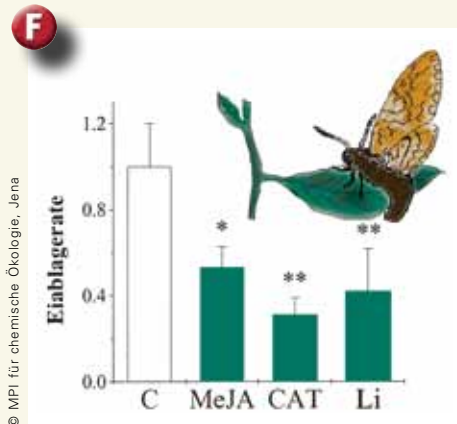 F
© MPI für chemische Ökologie, Jena
Eiablagerate
1.2
0.8
0.4
0.0
*
**
**
C MeJA CAT Li